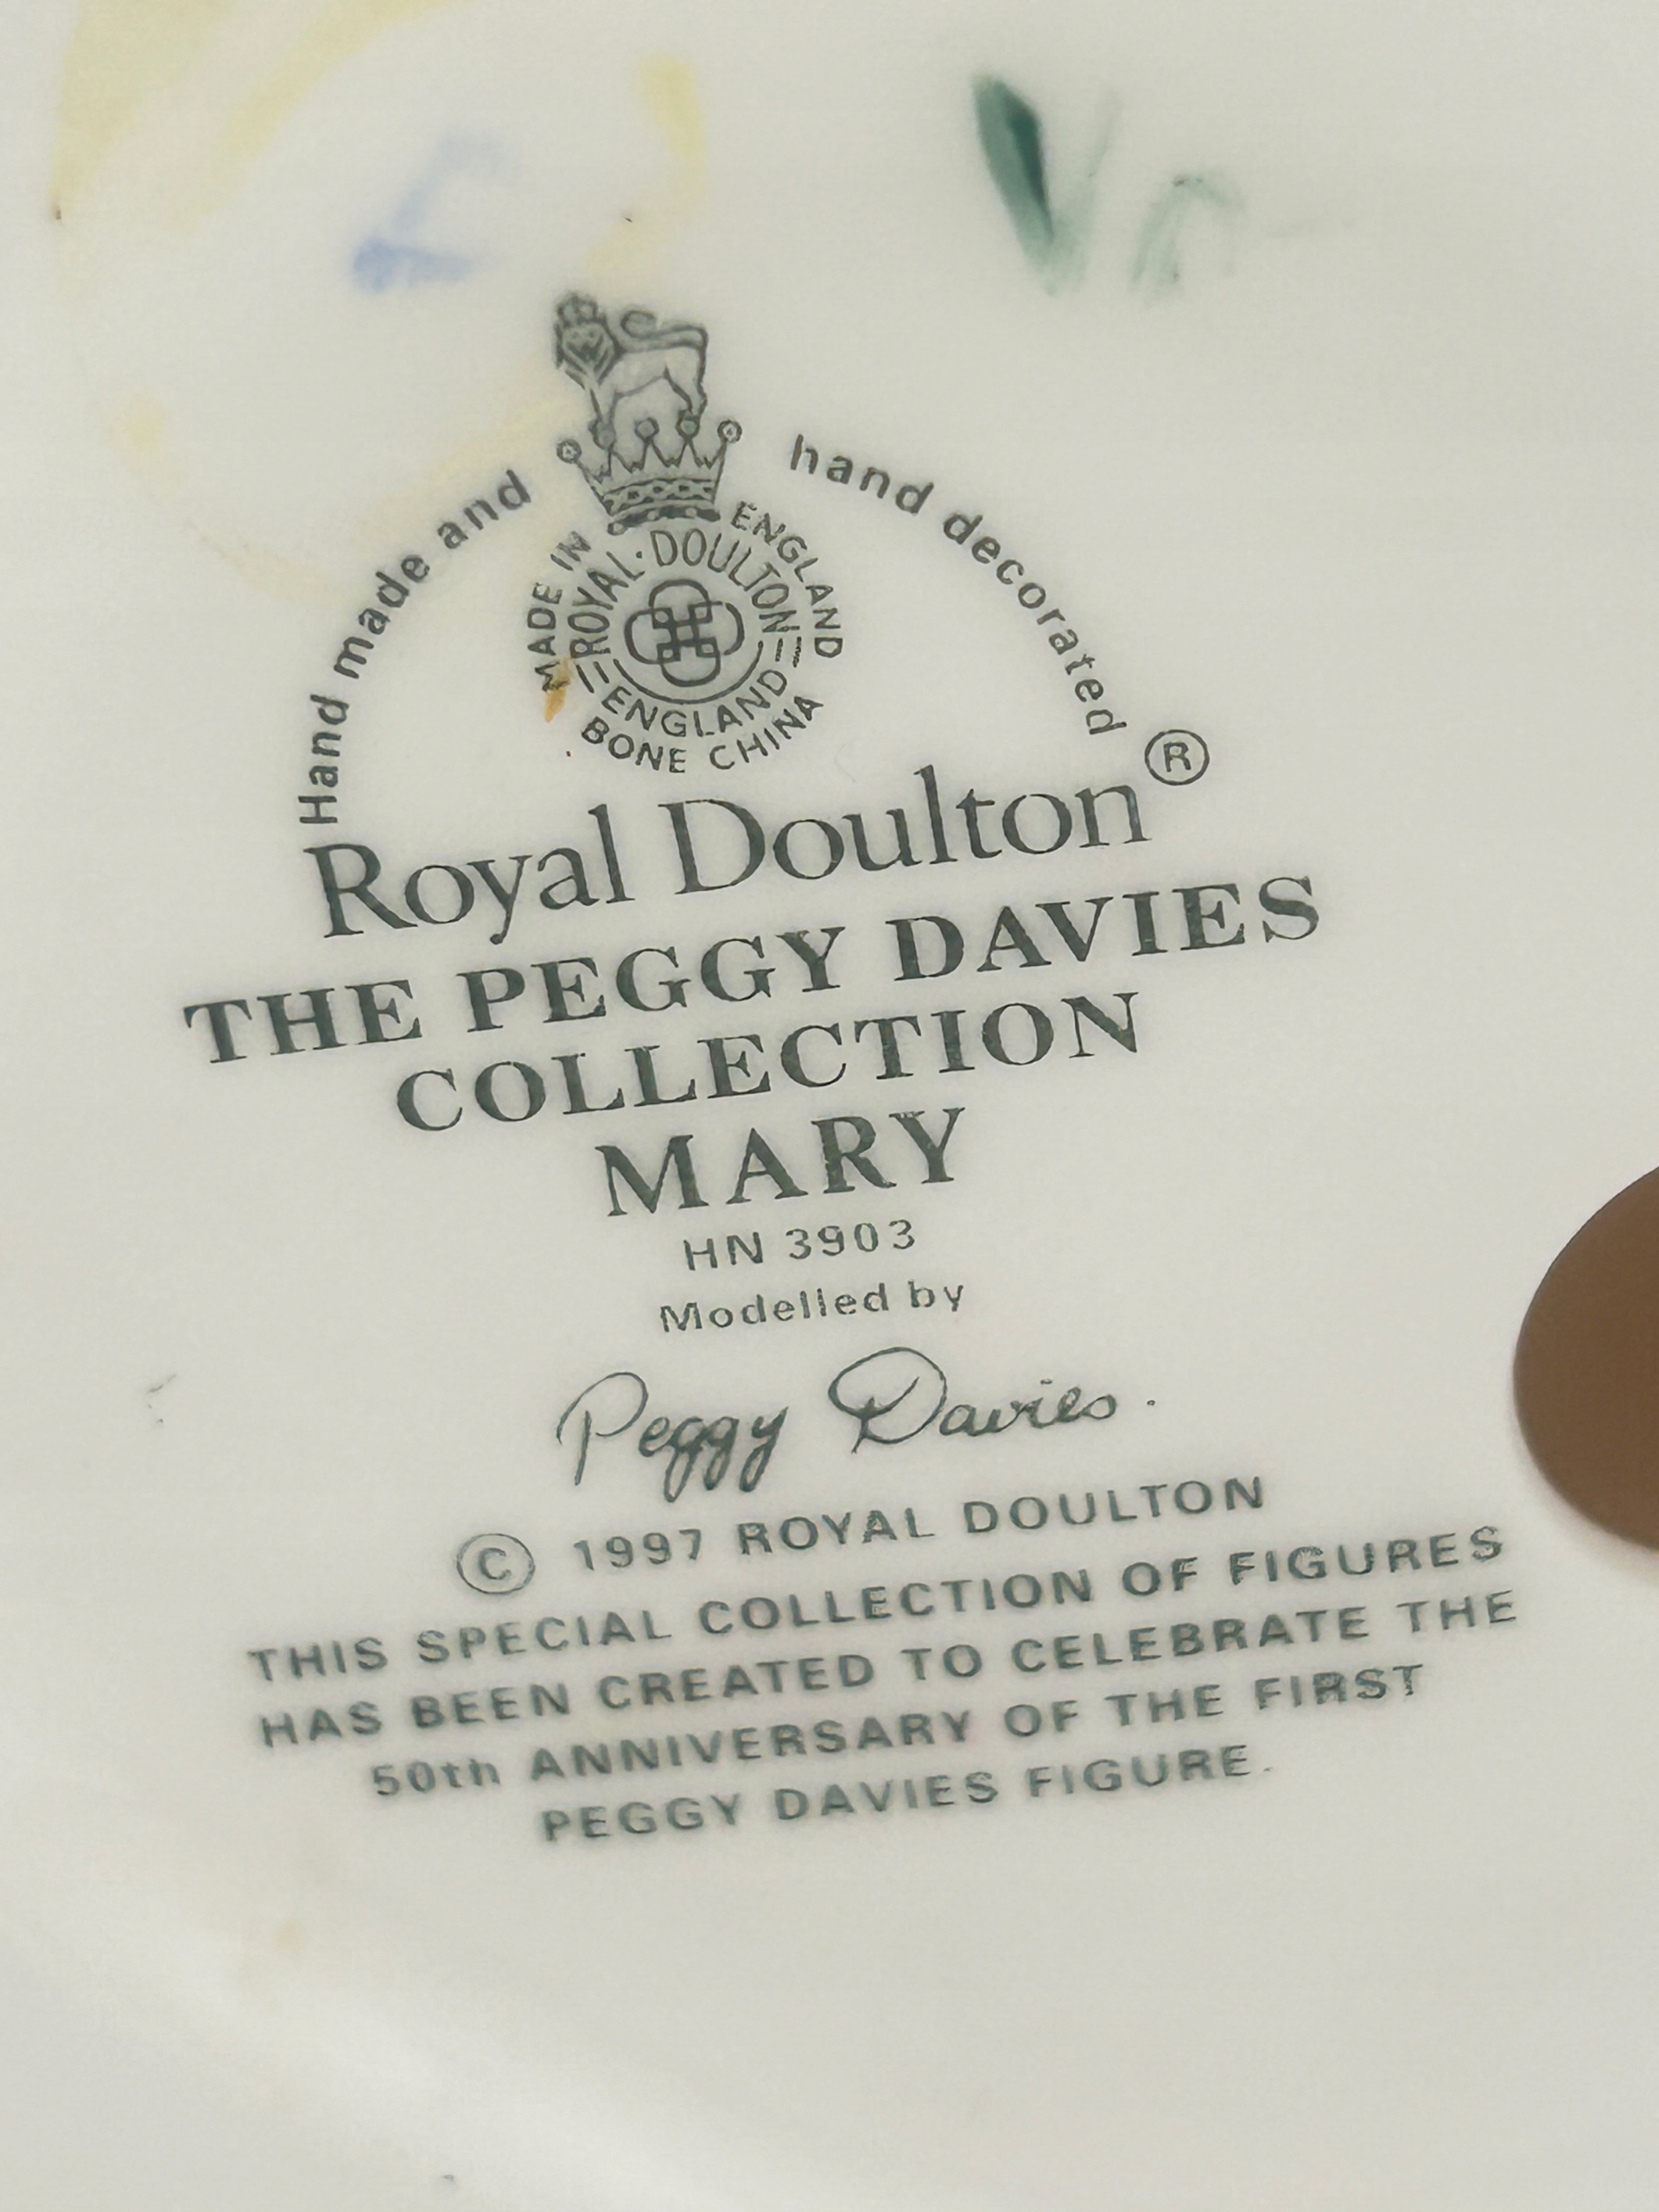 Hand made and hand decorated
MADE IN ENGLAND
ROYAL·DOULTON
ENGLAND
BONE CHINA
Royal Doulton®
THE PEGGY DAVIES
COLLECTION
MARY
HN 3903
Modelled by
Peggy Davies.
© 1997 ROYAL DOULTON
THIS SPECIAL COLLECTION OF FIGURES
HAS BEEN CREATED TO CELEBRATE THE
50th ANNIVERSARY OF THE FIRST
PEGGY DAVIES FIGURE.